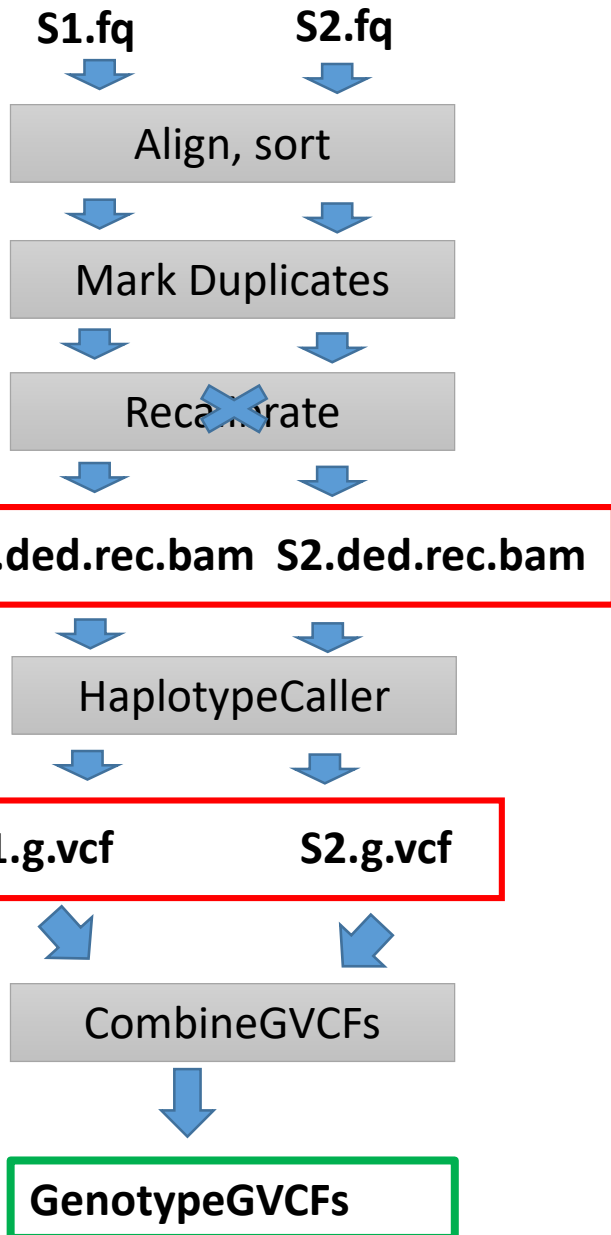 S1.fq S2.fq
Align, sort
Mark Duplicates
.ded.rec.bam S2.ded.rec.bam
HaplotypeCaller
1.g.vcf S2.g.vcf
CombineGVCFs
GenotypeGVCFs